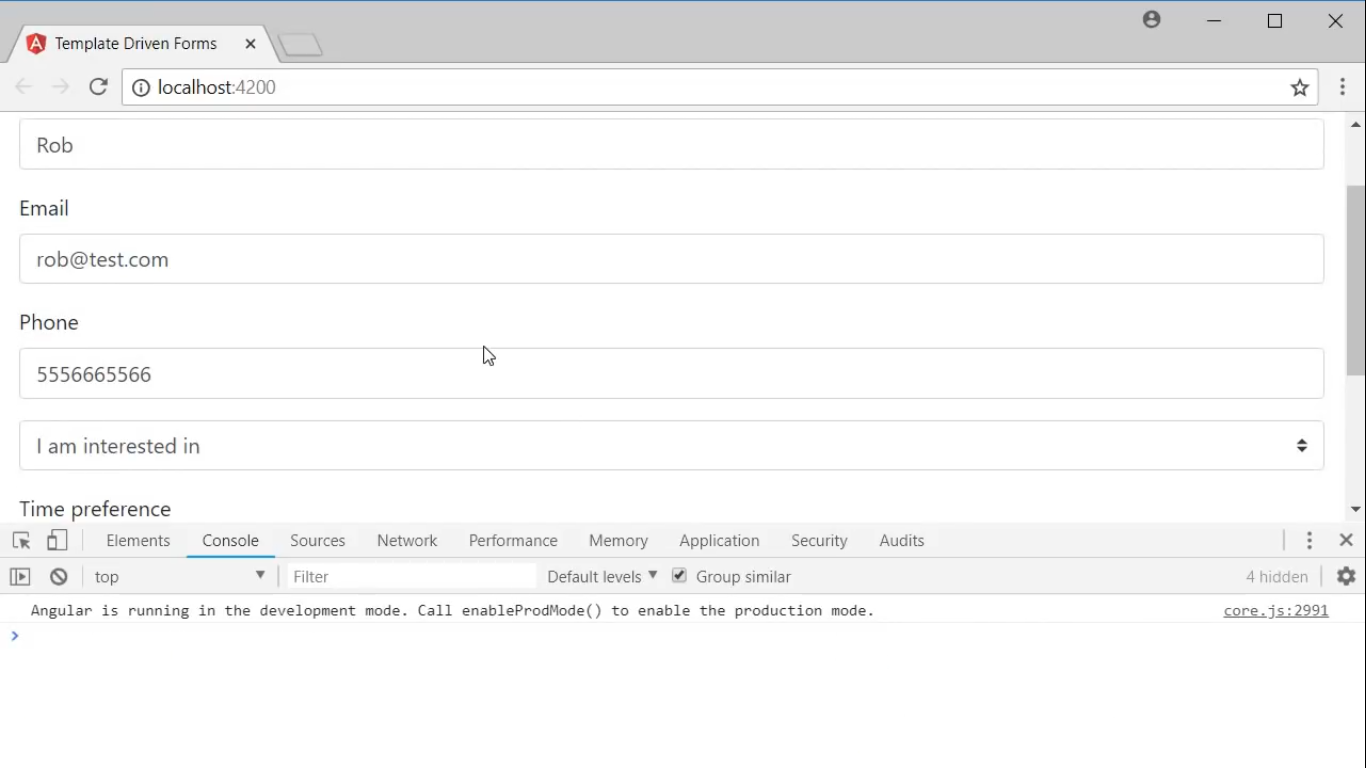 Template Driven Forms
localhost:4200
Rob
Email
rob@test.com
Phone
5556665566
I am interested in
Time preference
Elements Console Sources Network Performance Memory Application Security Audits
top Filter Default levels Group similar 4 hidden
Angular is running in the development mode. Call enableProdMode() to enable the production mode. core.js:2991